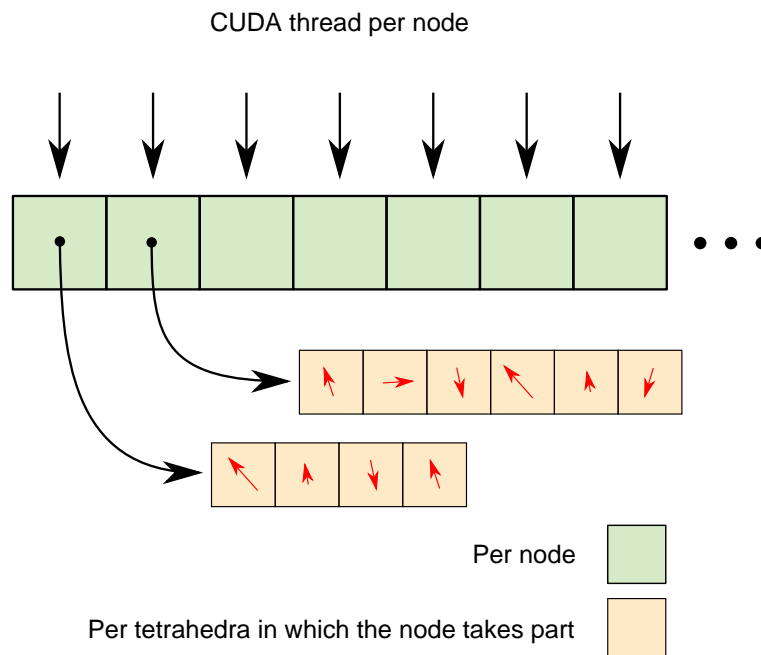 CUDA thread per node
Per node
Per tetrahedra in which the node takes part